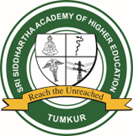 SRI SIDDHARTHA ACADEMY OF HIGHER EDUCATION
Reach the Unreached
TUMKUR